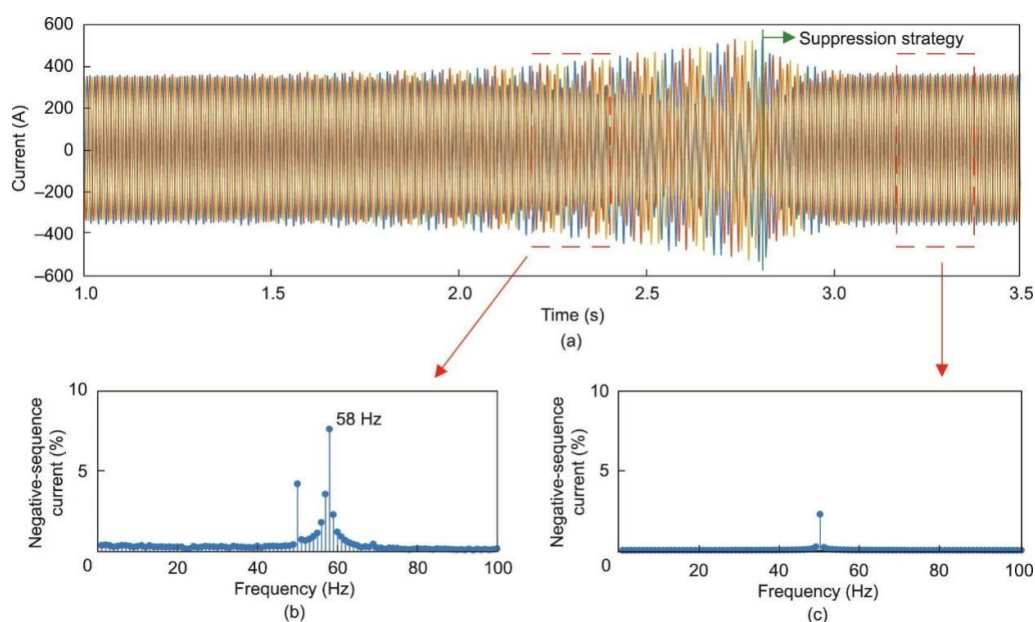 600
400
200
0
–200
–400
–600
Current (A)
Suppression strategy
1.0 1.5 2.0 2.5 3.0 3.5
Time (s)
(a)
10
5
0
Negative-sequence
current (%)
58 Hz
20 40 60 80 100
Frequency (Hz)
(b)
10
5
0
Negative-sequence
current (%)
20 40 60 80 100
Frequency (Hz)
(c)